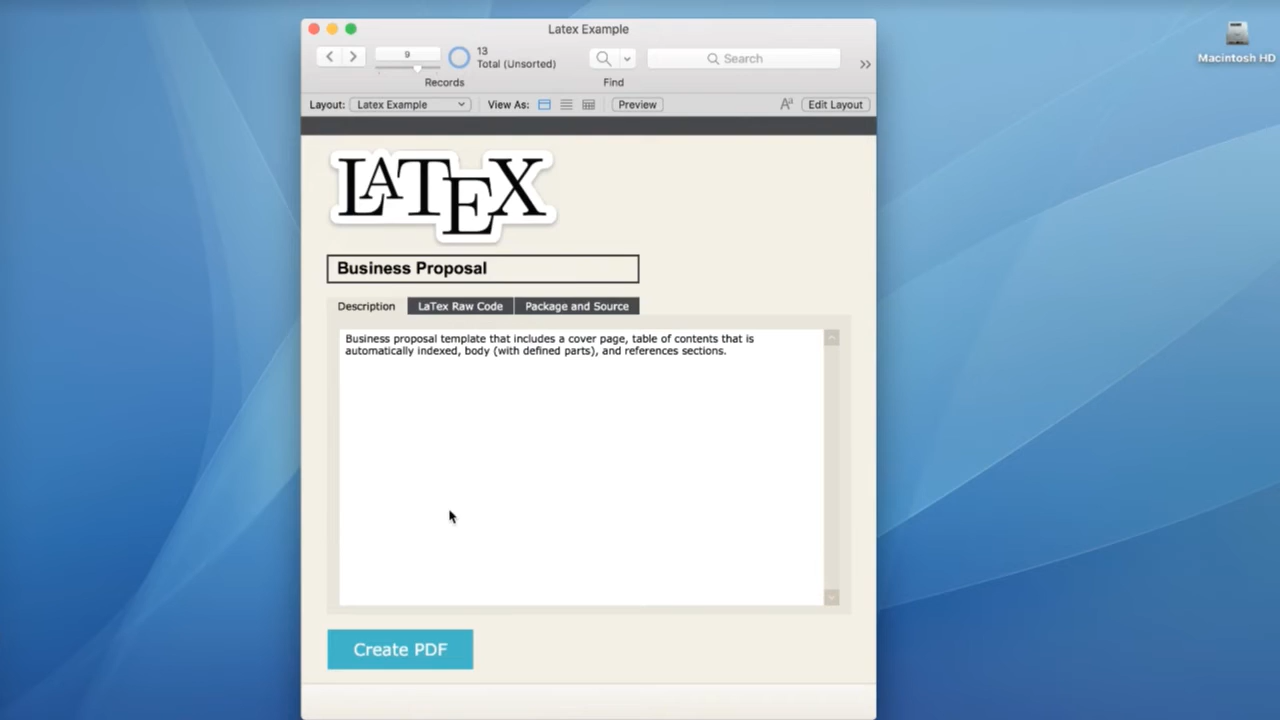 Latex Example
9
13
Total (Unsorted)
Search
Records
Find
Layout: Latex Example View As: Preview Aa Edit Layout
LATEX
Business Proposal
Description LaTex Raw Code Package and Source
Business proposal template that includes a cover page, table of contents that is
automatically indexed, body (with defined parts), and references sections.
Create PDF
Macintosh HD